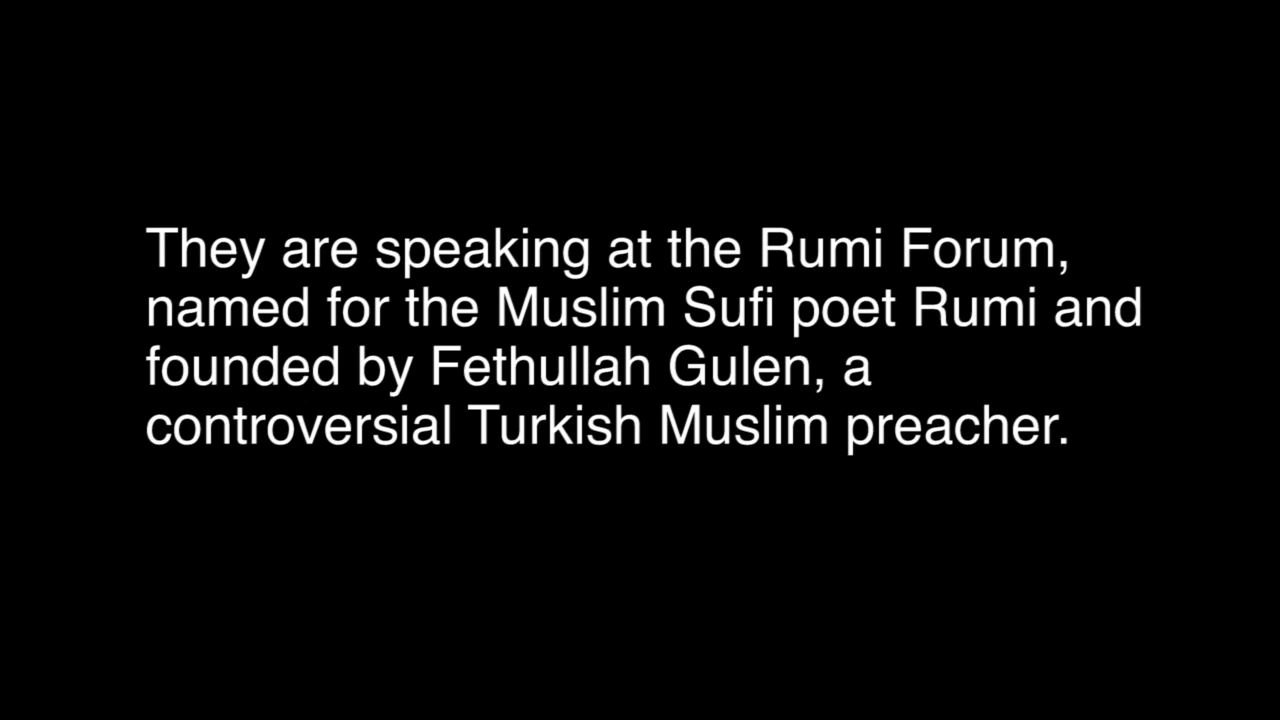 They are speaking at the Rumi Forum,
named for the Muslim Sufi poet Rumi and
founded by Fethullah Gulen, a
controversial Turkish Muslim preacher.